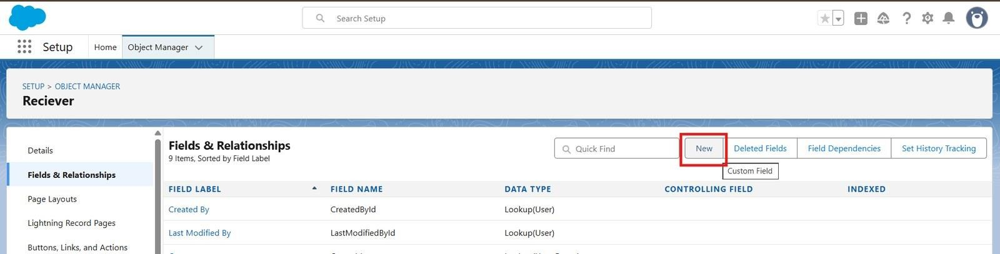 Search Setup
Setup
Home
Object Manager
SETUP > OBJECT MANAGER
Reciever
Details
Fields & Relationships
Page Layouts
Lightning Record Pages
Buttons, Links, and Actions
Fields & Relationships
9 Items, Sorted by Field Label
Quick Find
New
Deleted Fields
Field Dependencies
Set History Tracking
Custom Field
FIELD LABEL FIELD NAME DATA TYPE CONTROLLING FIELD INDEXED
Created By CreatedById Lookup(User)
Last Modified By LastModifiedById Lookup(User)